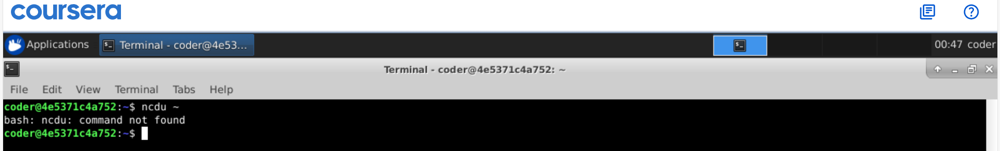 coursera
Applications
Terminal - coder@4e53...
00:47 coder
Terminal - coder@4e5371c4a752: ~
File Edit View Terminal Tabs Help
coder@4e5371c4a752:~$ ncdu ~
bash: ncdu: command not found
coder@4e5371c4a752:~$